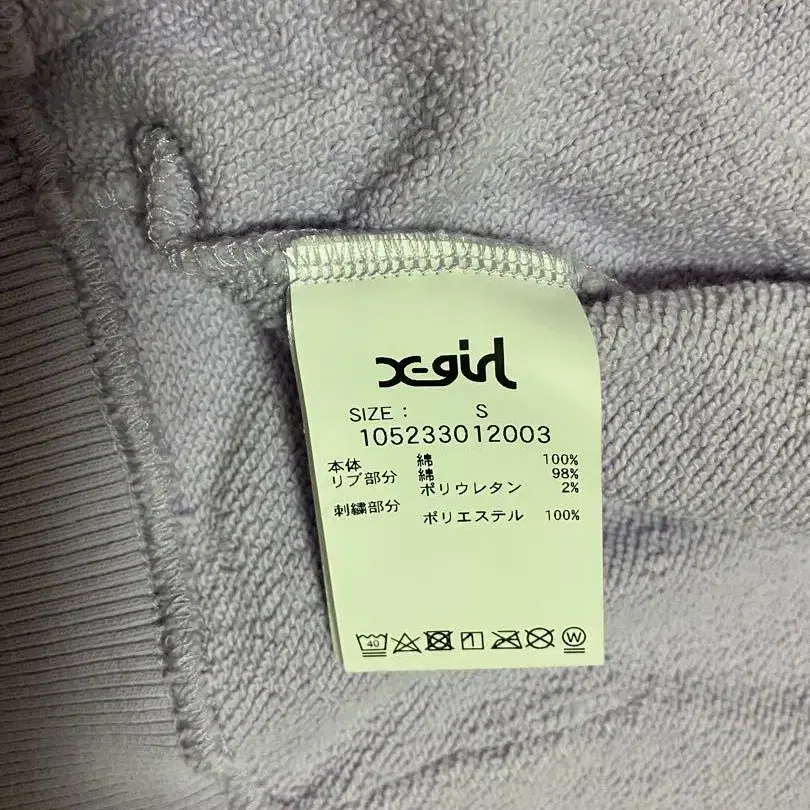 x-girl
SIZE : S
105233012003
本体 綿 100%
リブ部分 綿 98%
ポリウレタン 2%
刺繍部分 ポリエステル 100%
40 W